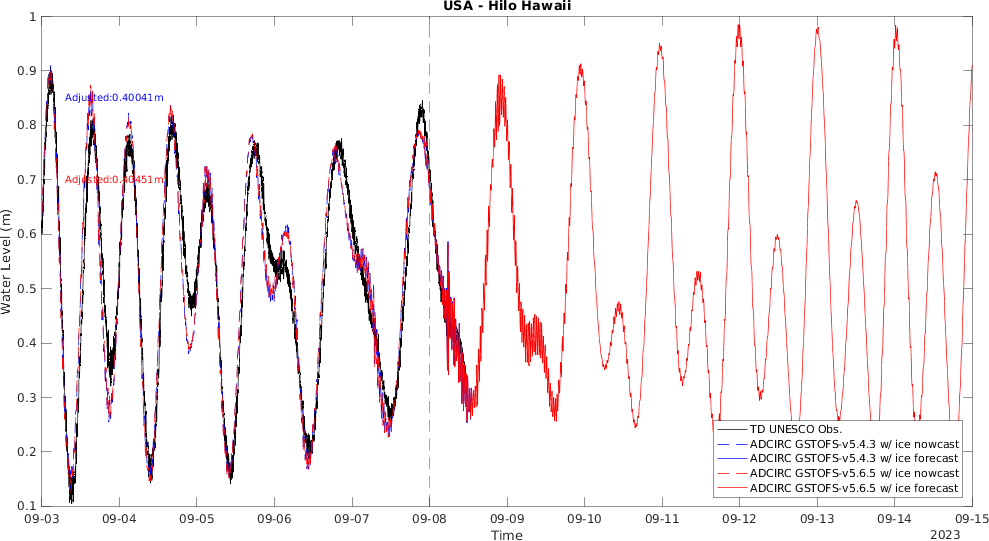 USA - Hilo Hawaii
1
0.9
0.8
0.7
0.6
0.5
0.4
0.3
0.2
0.1
Water Level (m)
Adjusted:0.40041m
Adjusted:0.40451m
TD UNESCO Obs.
ADCIRC GSTOFS-v5.4.3 w/ ice nowcast
ADCIRC GSTOFS-v5.4.3 w/ ice forecast
ADCIRC GSTOFS-v5.6.5 w/ ice nowcast
ADCIRC GSTOFS-v5.6.5 w/ ice forecast
09-03 09-04 09-05 09-06 09-07 09-08 09-09 09-10 09-11 09-12 09-13 09-14 09-15
Time
2023